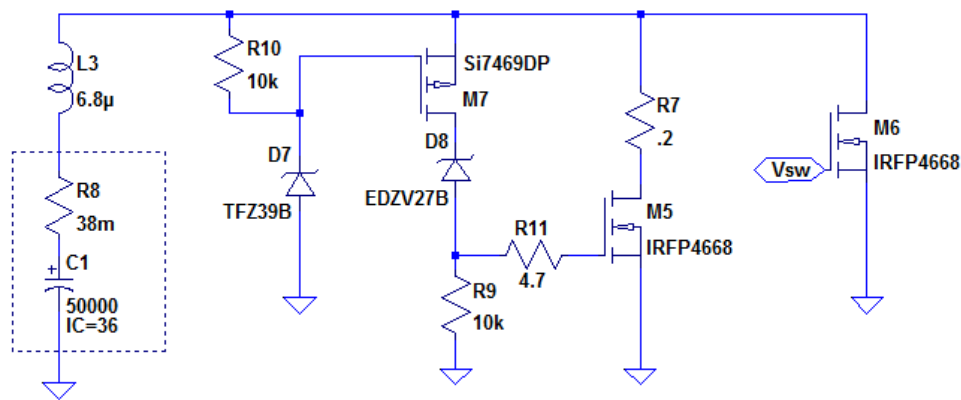 L3
6.8µ
R8
38m
C1
+
50000
IC=36
R10
10k
D7
TFZ39B
Si7469DP
M7
D8
EDZV27B
R11
4.7
R9
10k
R7
.2
M5
IRFP4668
Vsw
M6
IRFP4668